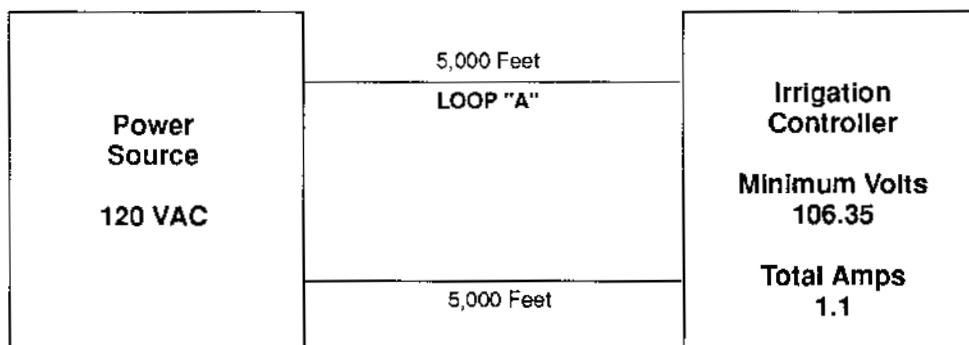 Power
Source
120 VAC
5,000 Feet
LOOP "A"
5,000 Feet
Irrigation
Controller
Minimum Volts
106.35
Total Amps
1.1